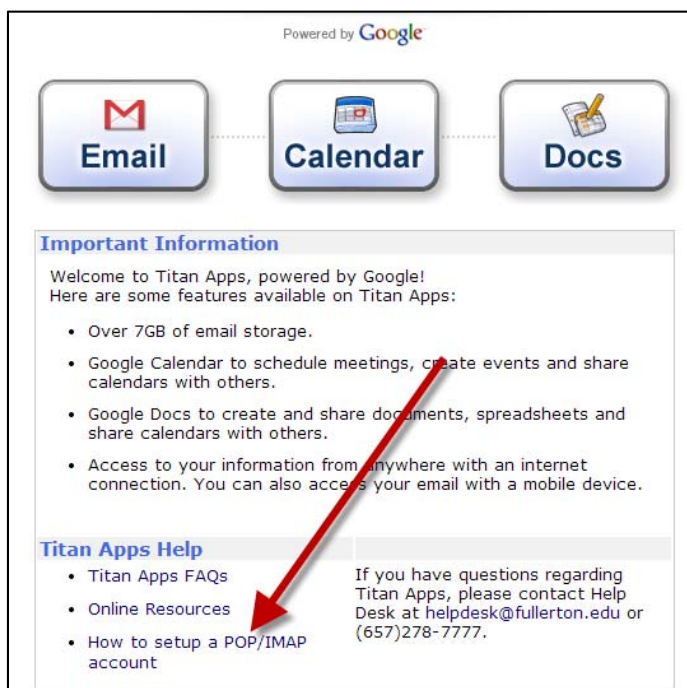 Powered by Google
Email
Calendar
Docs
Important Information
Welcome to Titan Apps, powered by Google!
Here are some features available on Titan Apps:
• Over 7GB of email storage.
• Google Calendar to schedule meetings, create events and share
calendars with others.
• Google Docs to create and share documents, spreadsheets and
share calendars with others.
• Access to your information from anywhere with an internet
connection. You can also access your email with a mobile device.
Titan Apps Help
• Titan Apps FAQs
• Online Resources
• How to setup a POP/IMAP
account
If you have questions regarding
Titan Apps, please contact Help
Desk at helpdesk@fullerton.edu or
(657)278-7777.